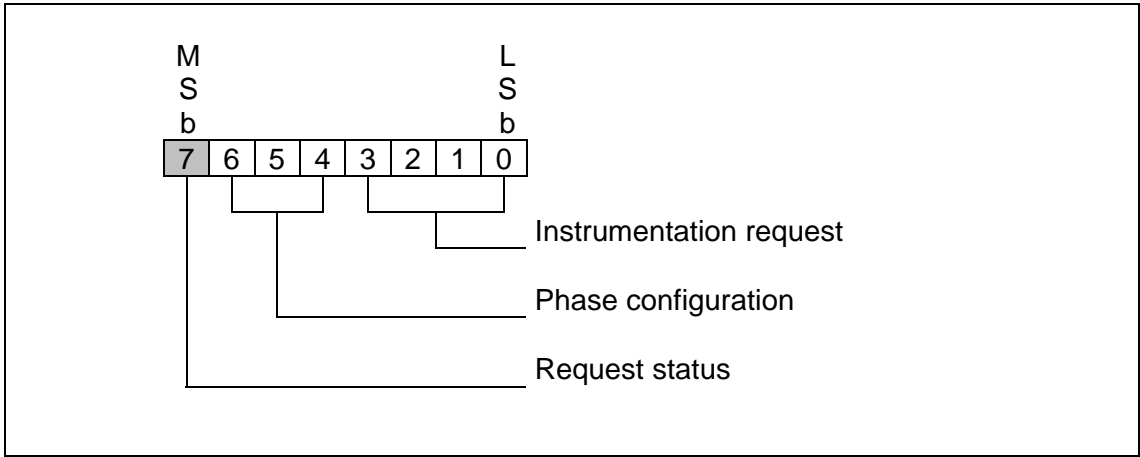 M L
S S
b b
7 6 5 4 3 2 1 0
Instrumentation request
Phase configuration
Request status